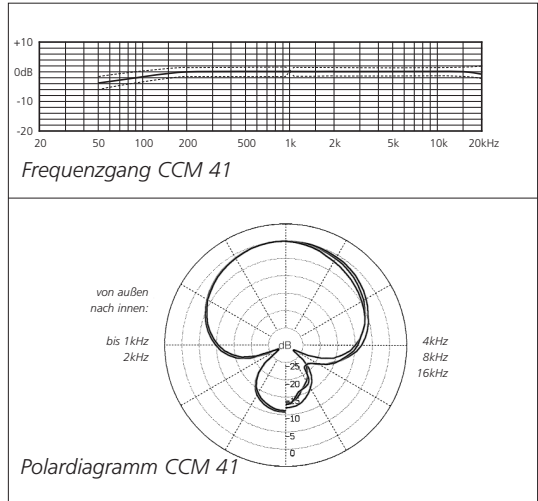 +10
0dB
-10
-20
20 50 100 200 500 1k 2k 5k 10k 20kHz
Frequenzgang CCM 41
von außen
nach innen:
bis 1kHz
2kHz
4kHz
8kHz
16kHz
dB
-25
-20
-15
-10
-5
0
Polardiagramm CCM 41